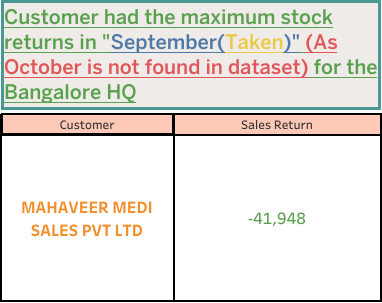 Customer had the maximum stock
returns in "September(Taken)" (As
October is not found in dataset) for the
Bangalore HQ
Customer Sales Return
MAHAVEER MEDI
SALES PVT LTD
-41,948